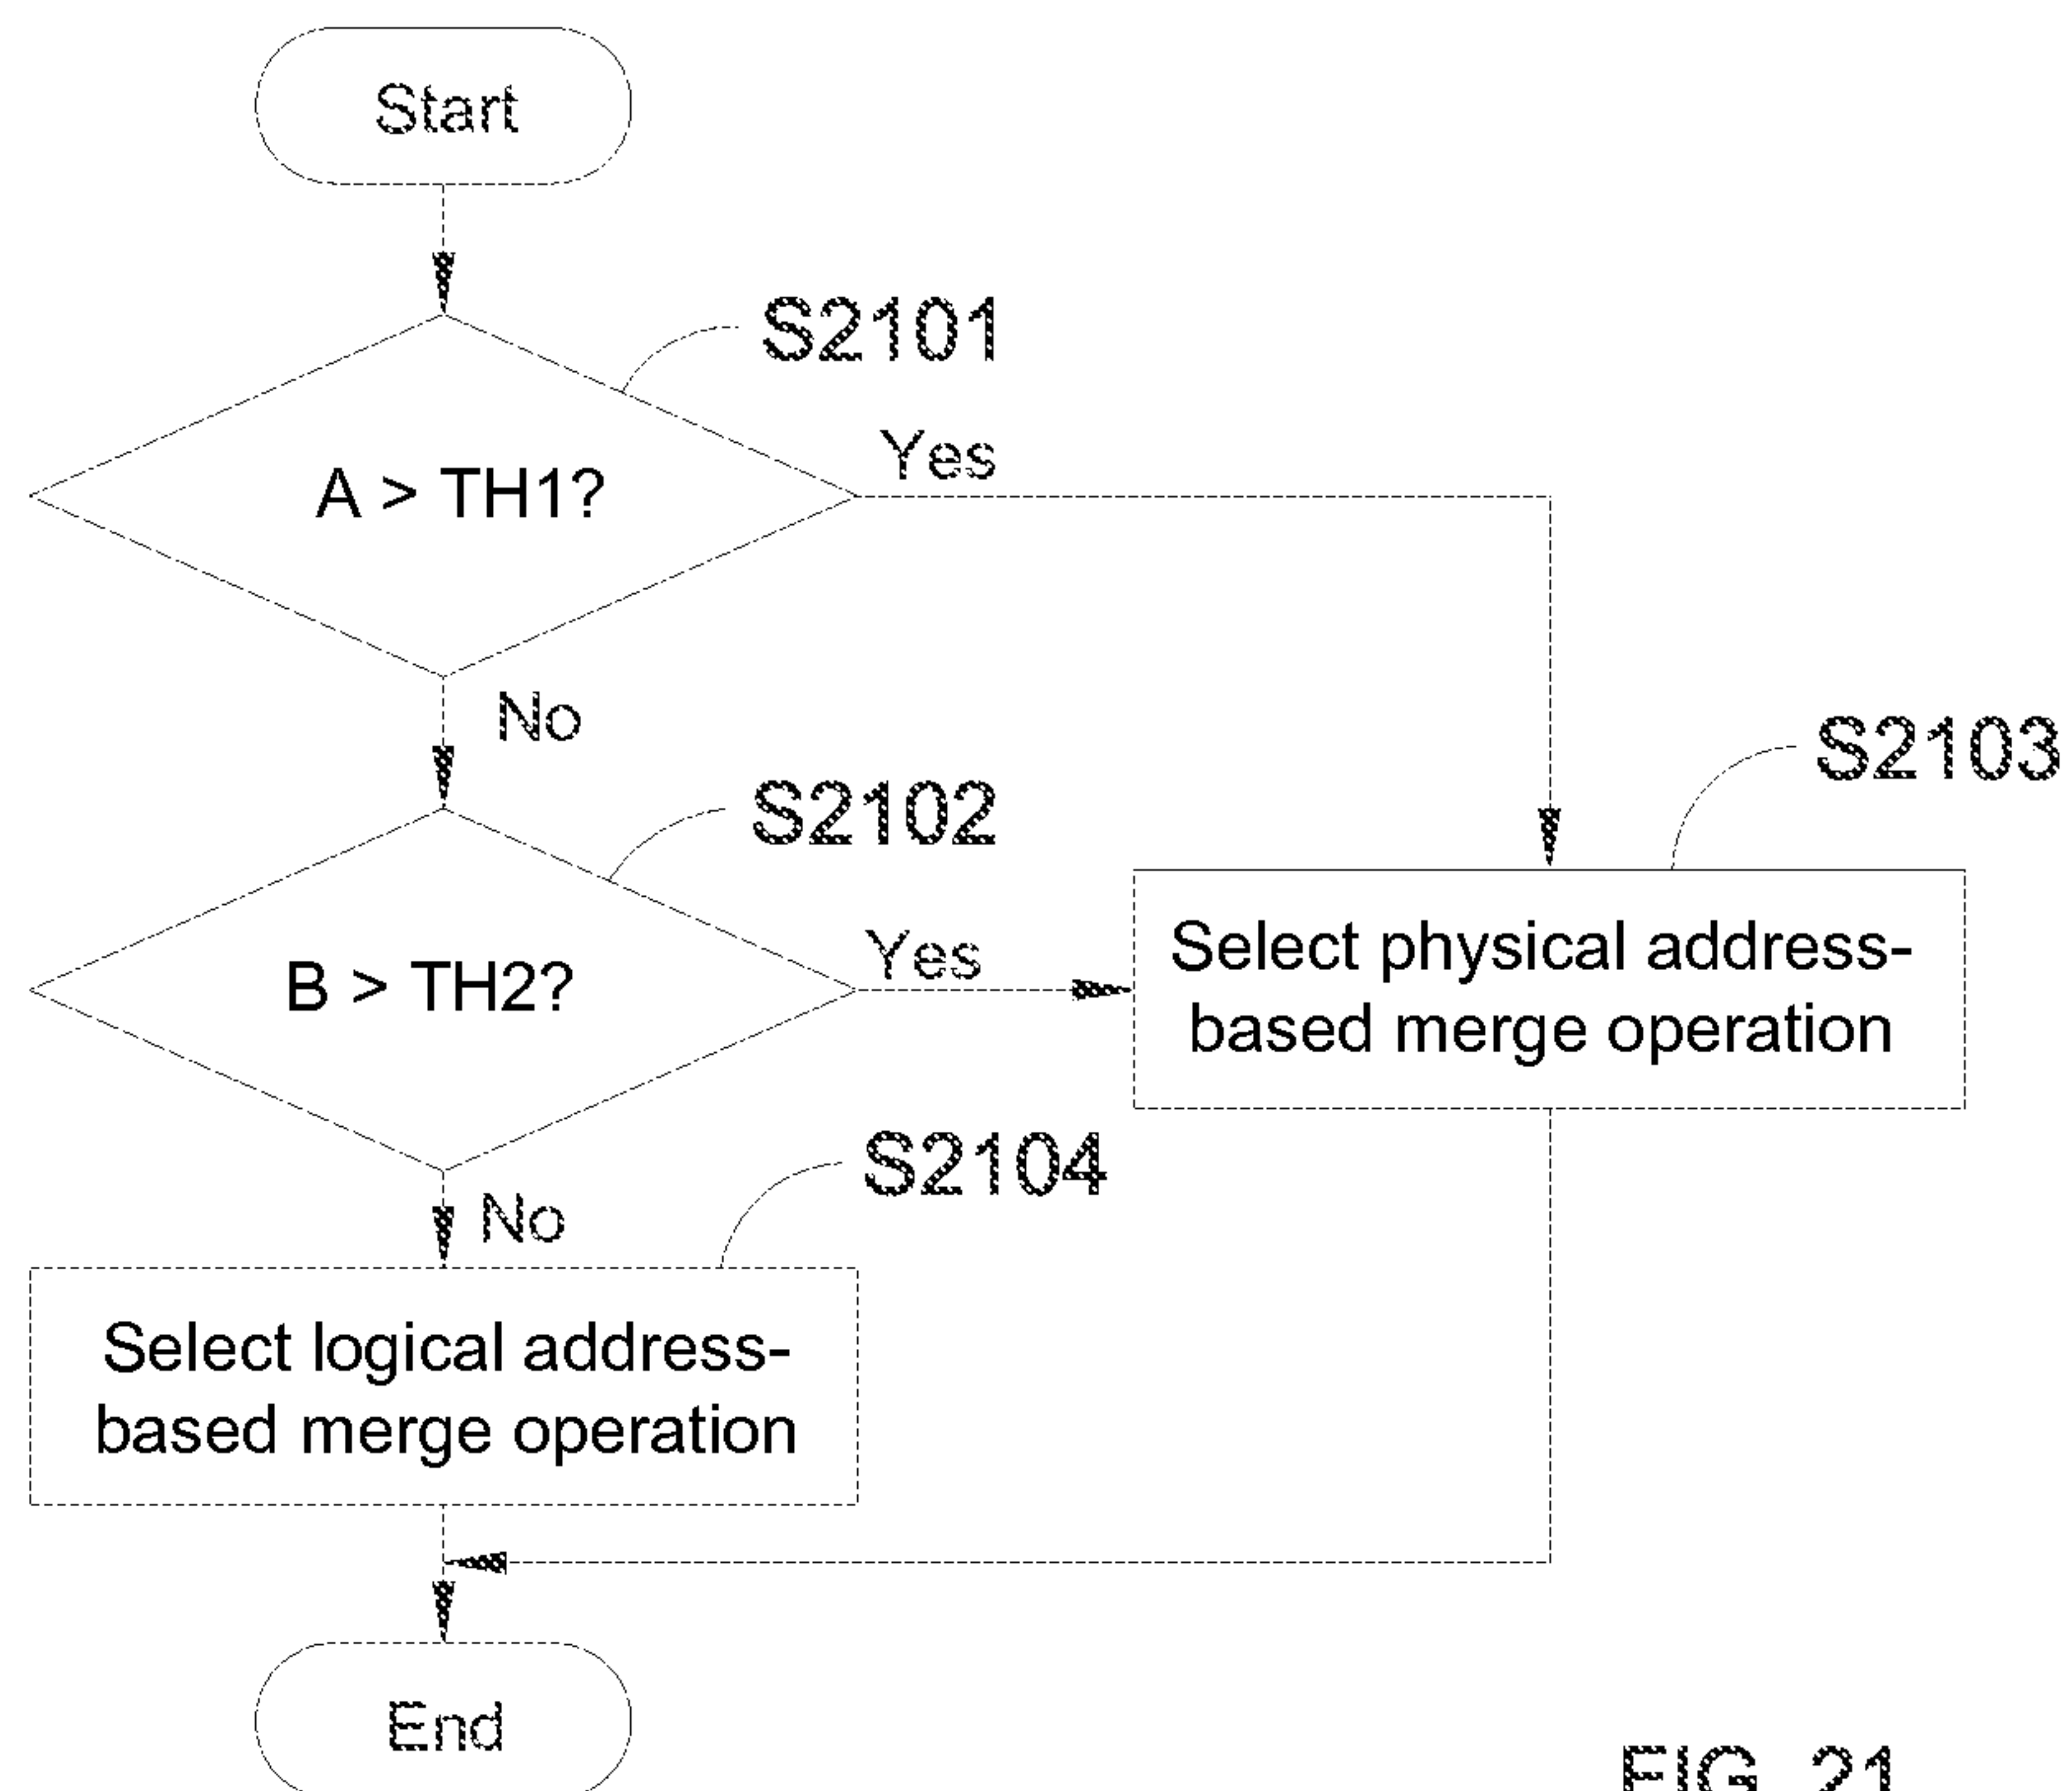 Start
S2101
A > TH1?
Yes
No
S2102
S2103
B > TH2?
Yes
Select physical address-
based merge operation
No
S2104
Select logical address-
based merge operation
End
FIG. 21